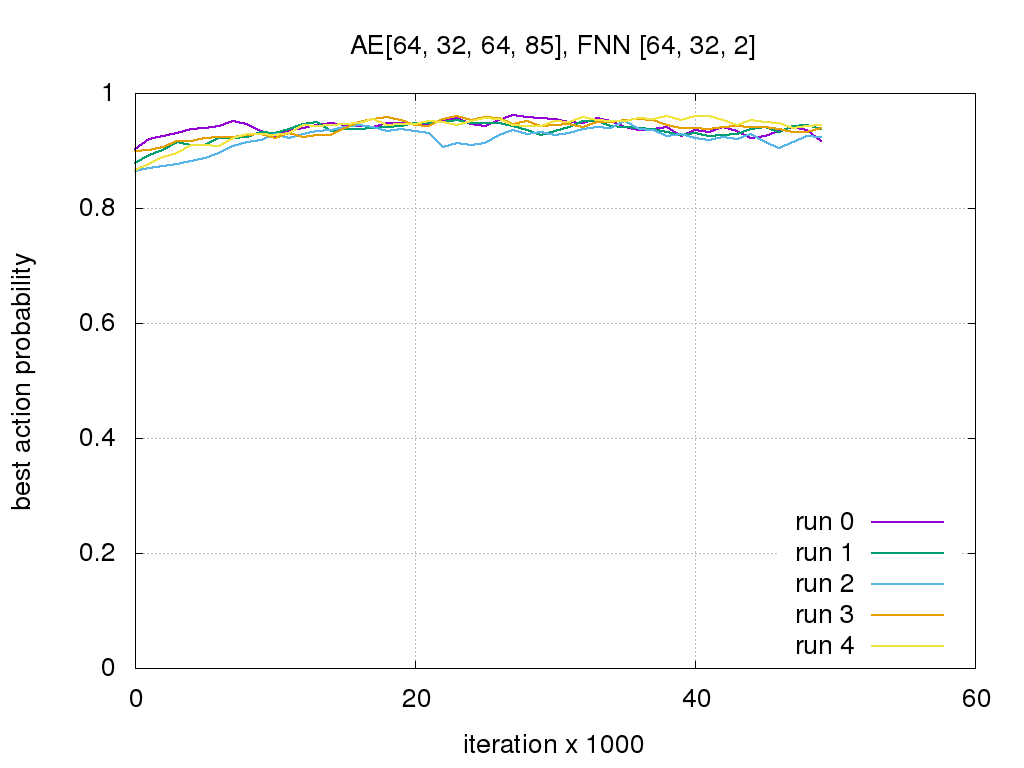 AE[64, 32, 64, 85], FNN [64, 32, 2]
1
0.8
0.6
0.4
0.2
0
best action probability
run 0
run 1
run 2
run 3
run 4
0 20 40 60
iteration x 1000